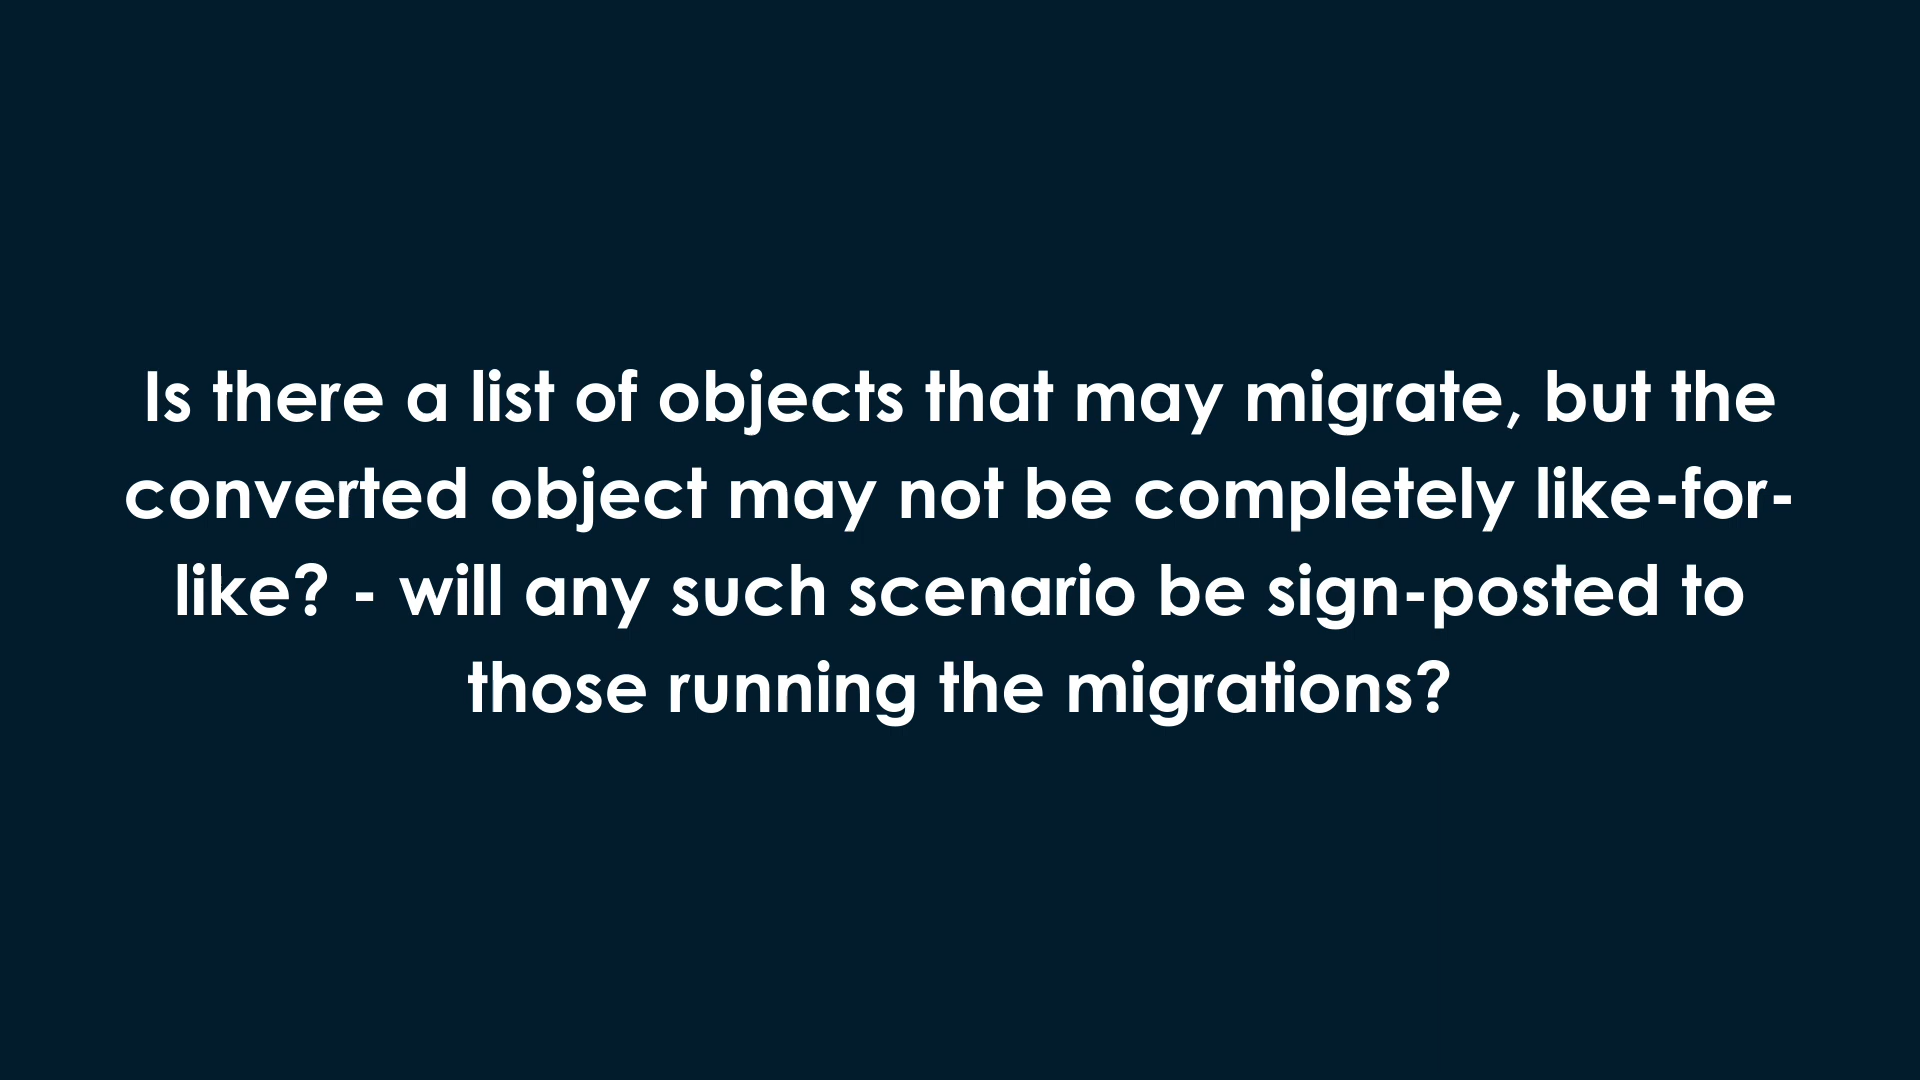 Is there a list of objects that may migrate, but the
converted object may not be completely like-for-
like? - will any such scenario be sign-posted to
those running the migrations?